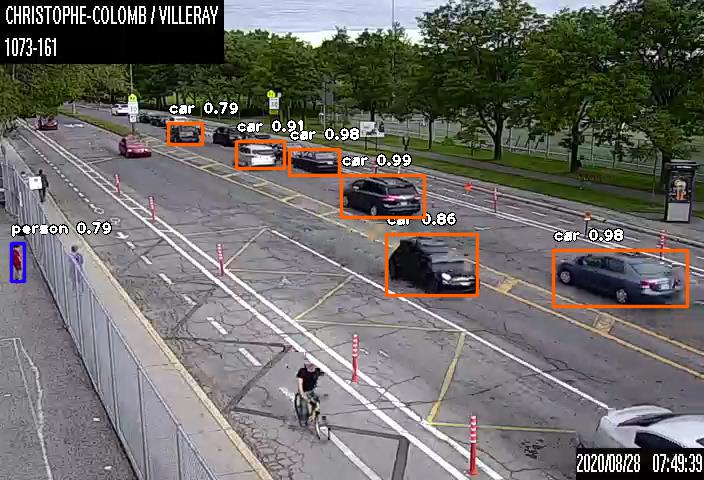 CHRISTOPHE-COLOMB / VILLERAY
1073-161
car 0.79
car 0.91
car 0.98
car 0.99
person 0.79
car 0.86
car 0.98
2020/08/28 07:49:39